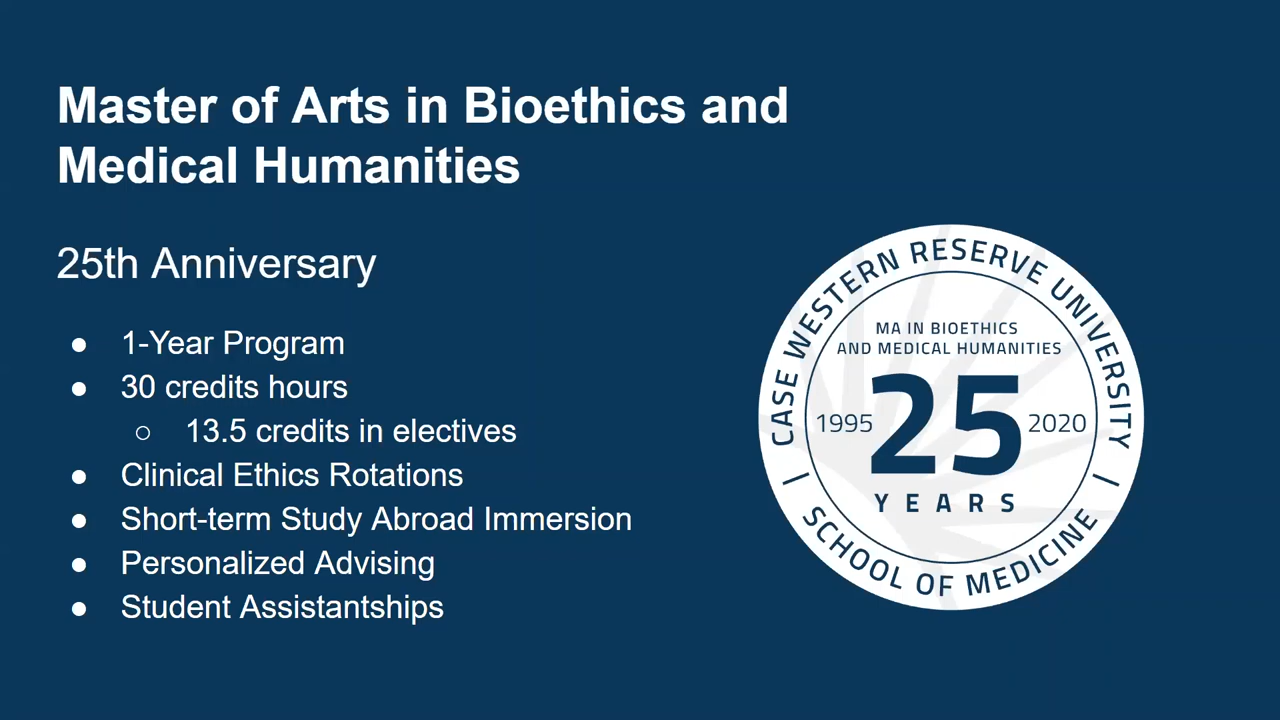 Master of Arts in Bioethics and
Medical Humanities
25th Anniversary
● 1-Year Program
● 30 credits hours
○ 13.5 credits in electives
● Clinical Ethics Rotations
● Short-term Study Abroad Immersion
● Personalized Advising
● Student Assistantships
CASE WESTERN RESERVE UNIVERSITY
MA IN BIOETHICS
AND MEDICAL HUMANITIES
1995 25 2020
YEARS
| SCHOOL OF MEDICINE |